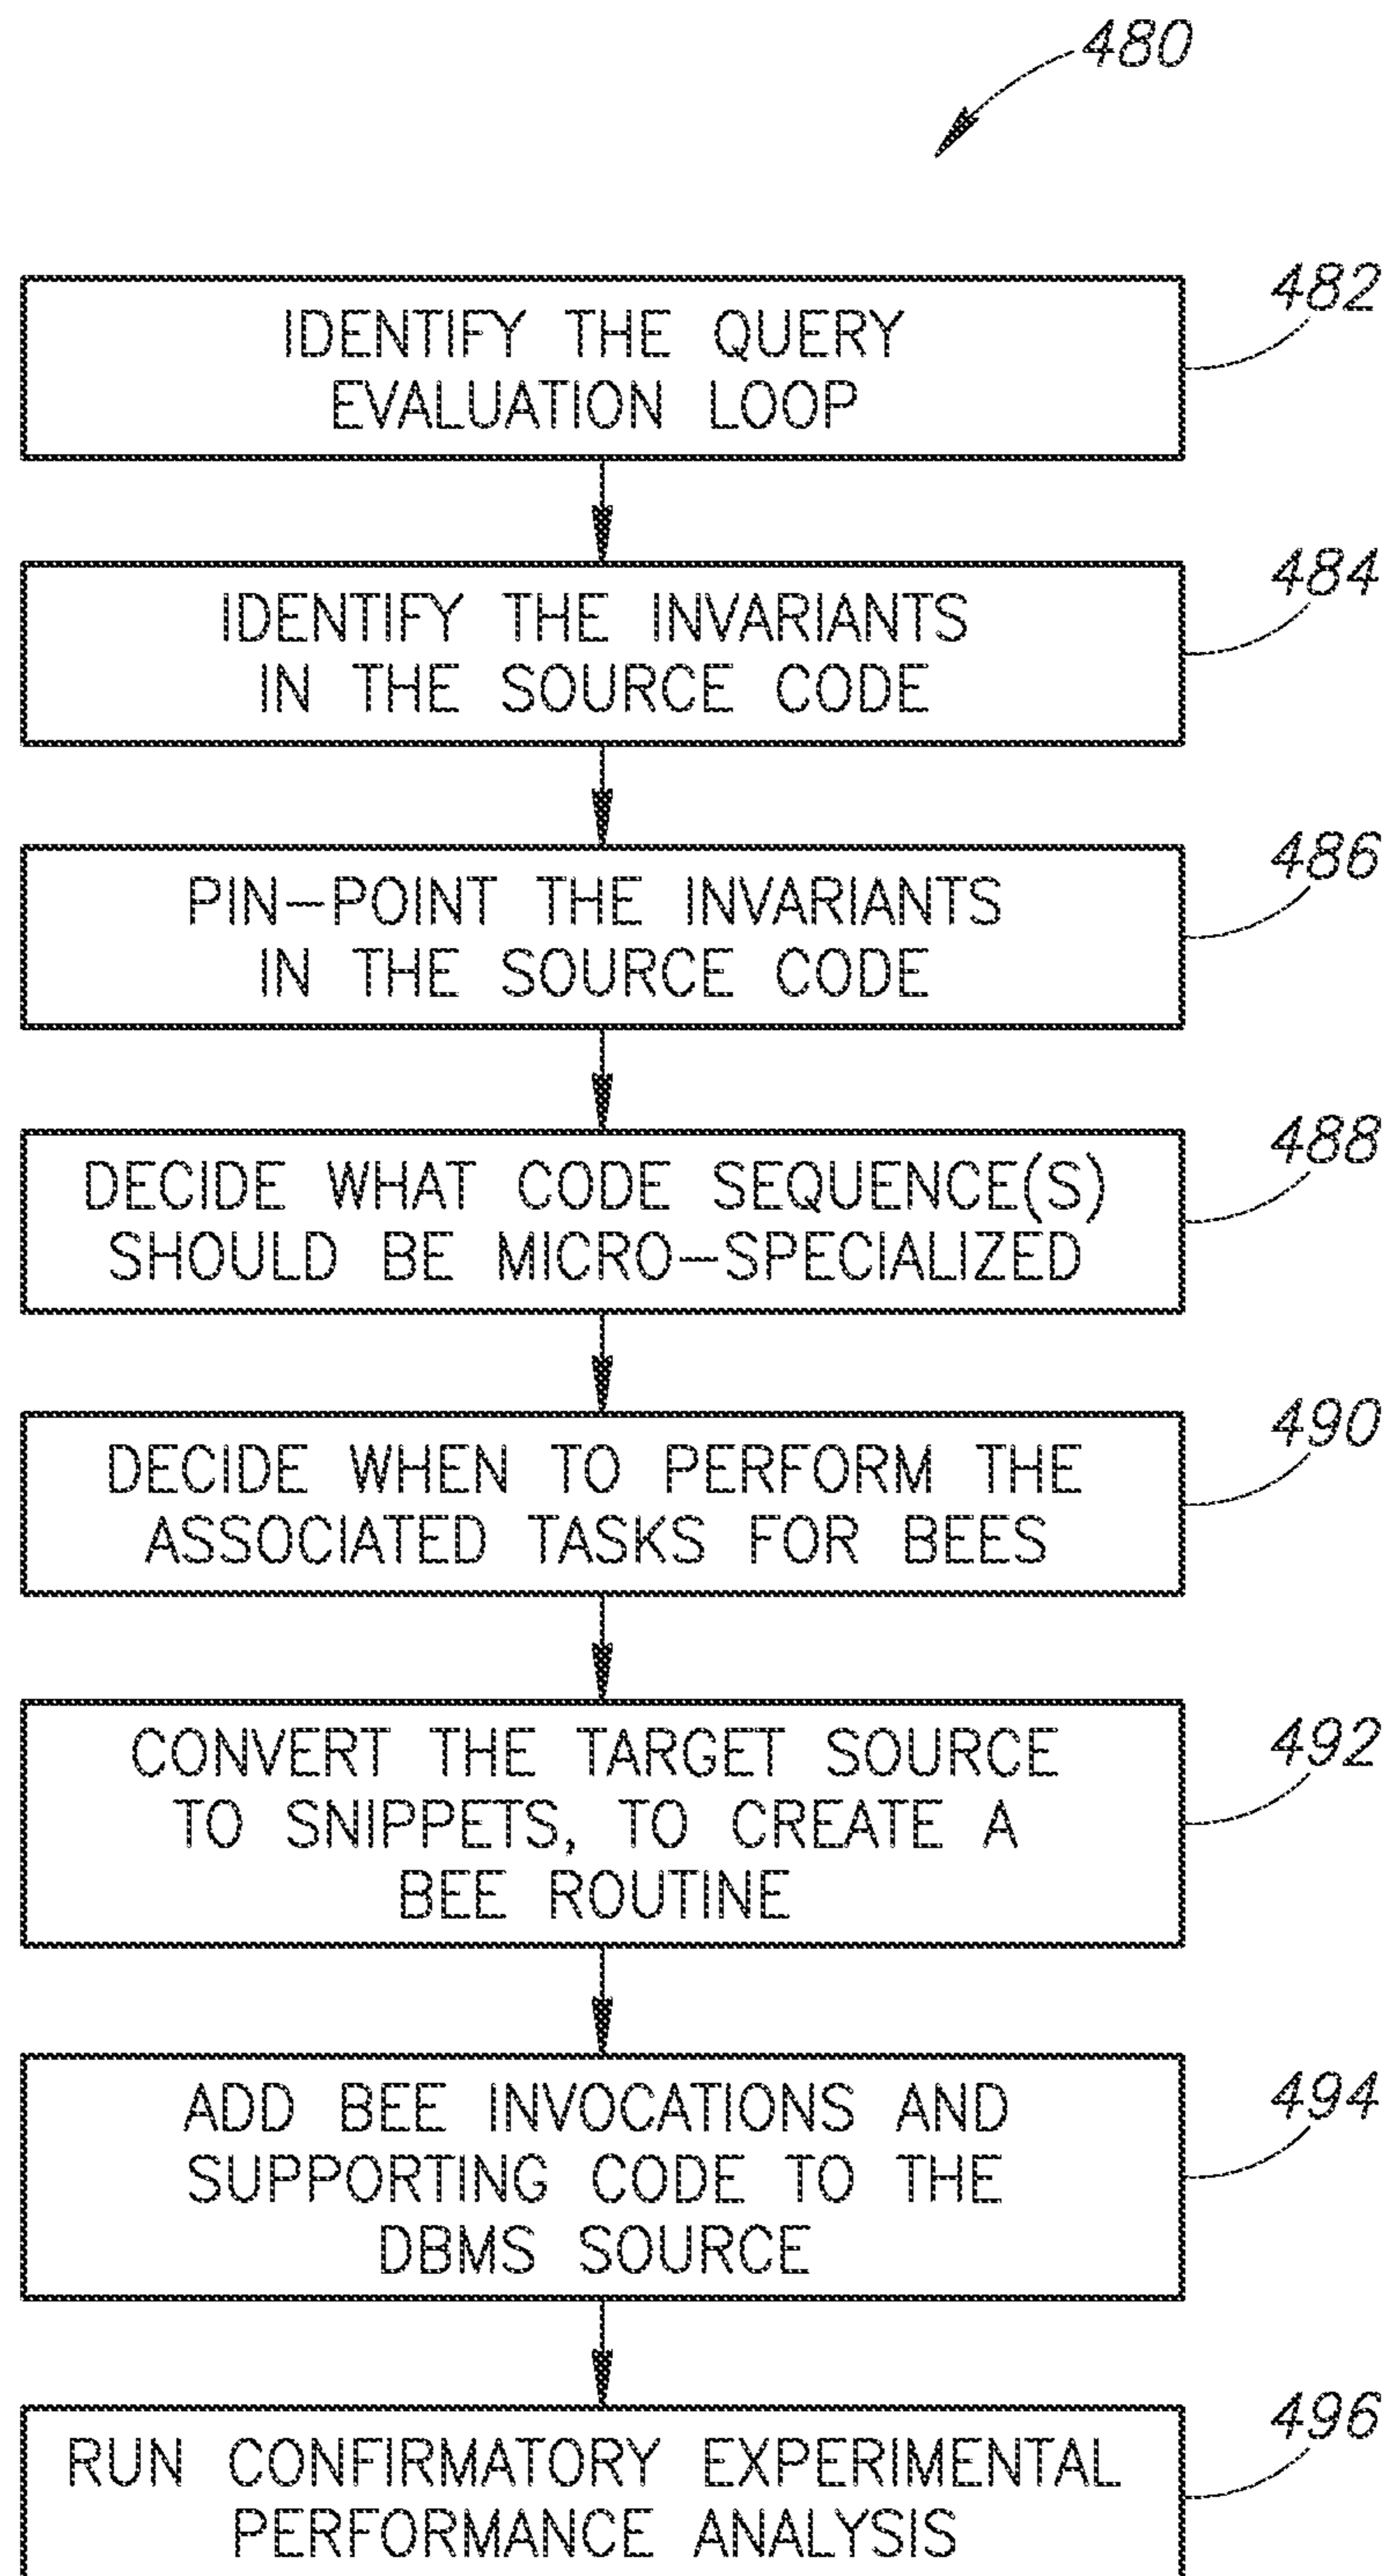 480
IDENTIFY THE QUERY
EVALUATION LOOP
482
IDENTIFY THE INVARIANTS
IN THE SOURCE CODE
484
PIN–POINT THE INVARIANTS
IN THE SOURCE CODE
486
DECIDE WHAT CODE SEQUENCE(S)
SHOULD BE MICRO–SPECIALIZED
488
DECIDE WHEN TO PERFORM THE
ASSOCIATED TASKS FOR BEES
490
CONVERT THE TARGET SOURCE
TO SNIPPETS, TO CREATE A
BEE ROUTINE
492
ADD BEE INVOCATIONS AND
SUPPORTING CODE TO THE
DBMS SOURCE
494
RUN CONFIRMATORY EXPERIMENTAL
PERFORMANCE ANALYSIS
496